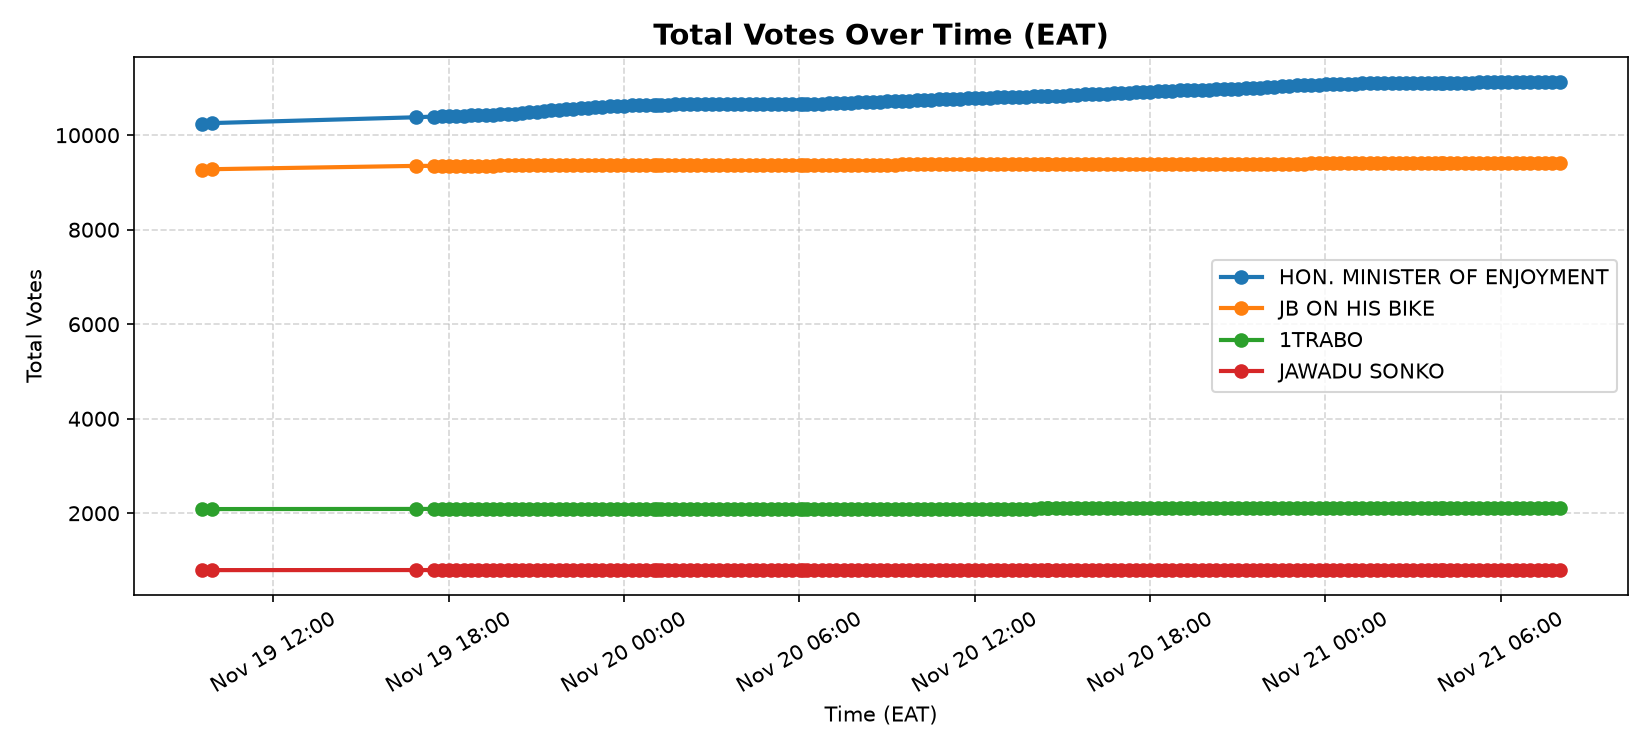 Total Votes Over Time (EAT)
Total Votes
10000
8000
6000
4000
2000
HON. MINISTER OF ENJOYMENT
JB ON HIS BIKE
1TRABO
JAWADU SONKO
Nov 19 12:00
Nov 19 18:00
Nov 20 00:00
Nov 20 06:00
Nov 20 12:00
Nov 20 18:00
Nov 21 00:00
Nov 21 06:00
Time (EAT)